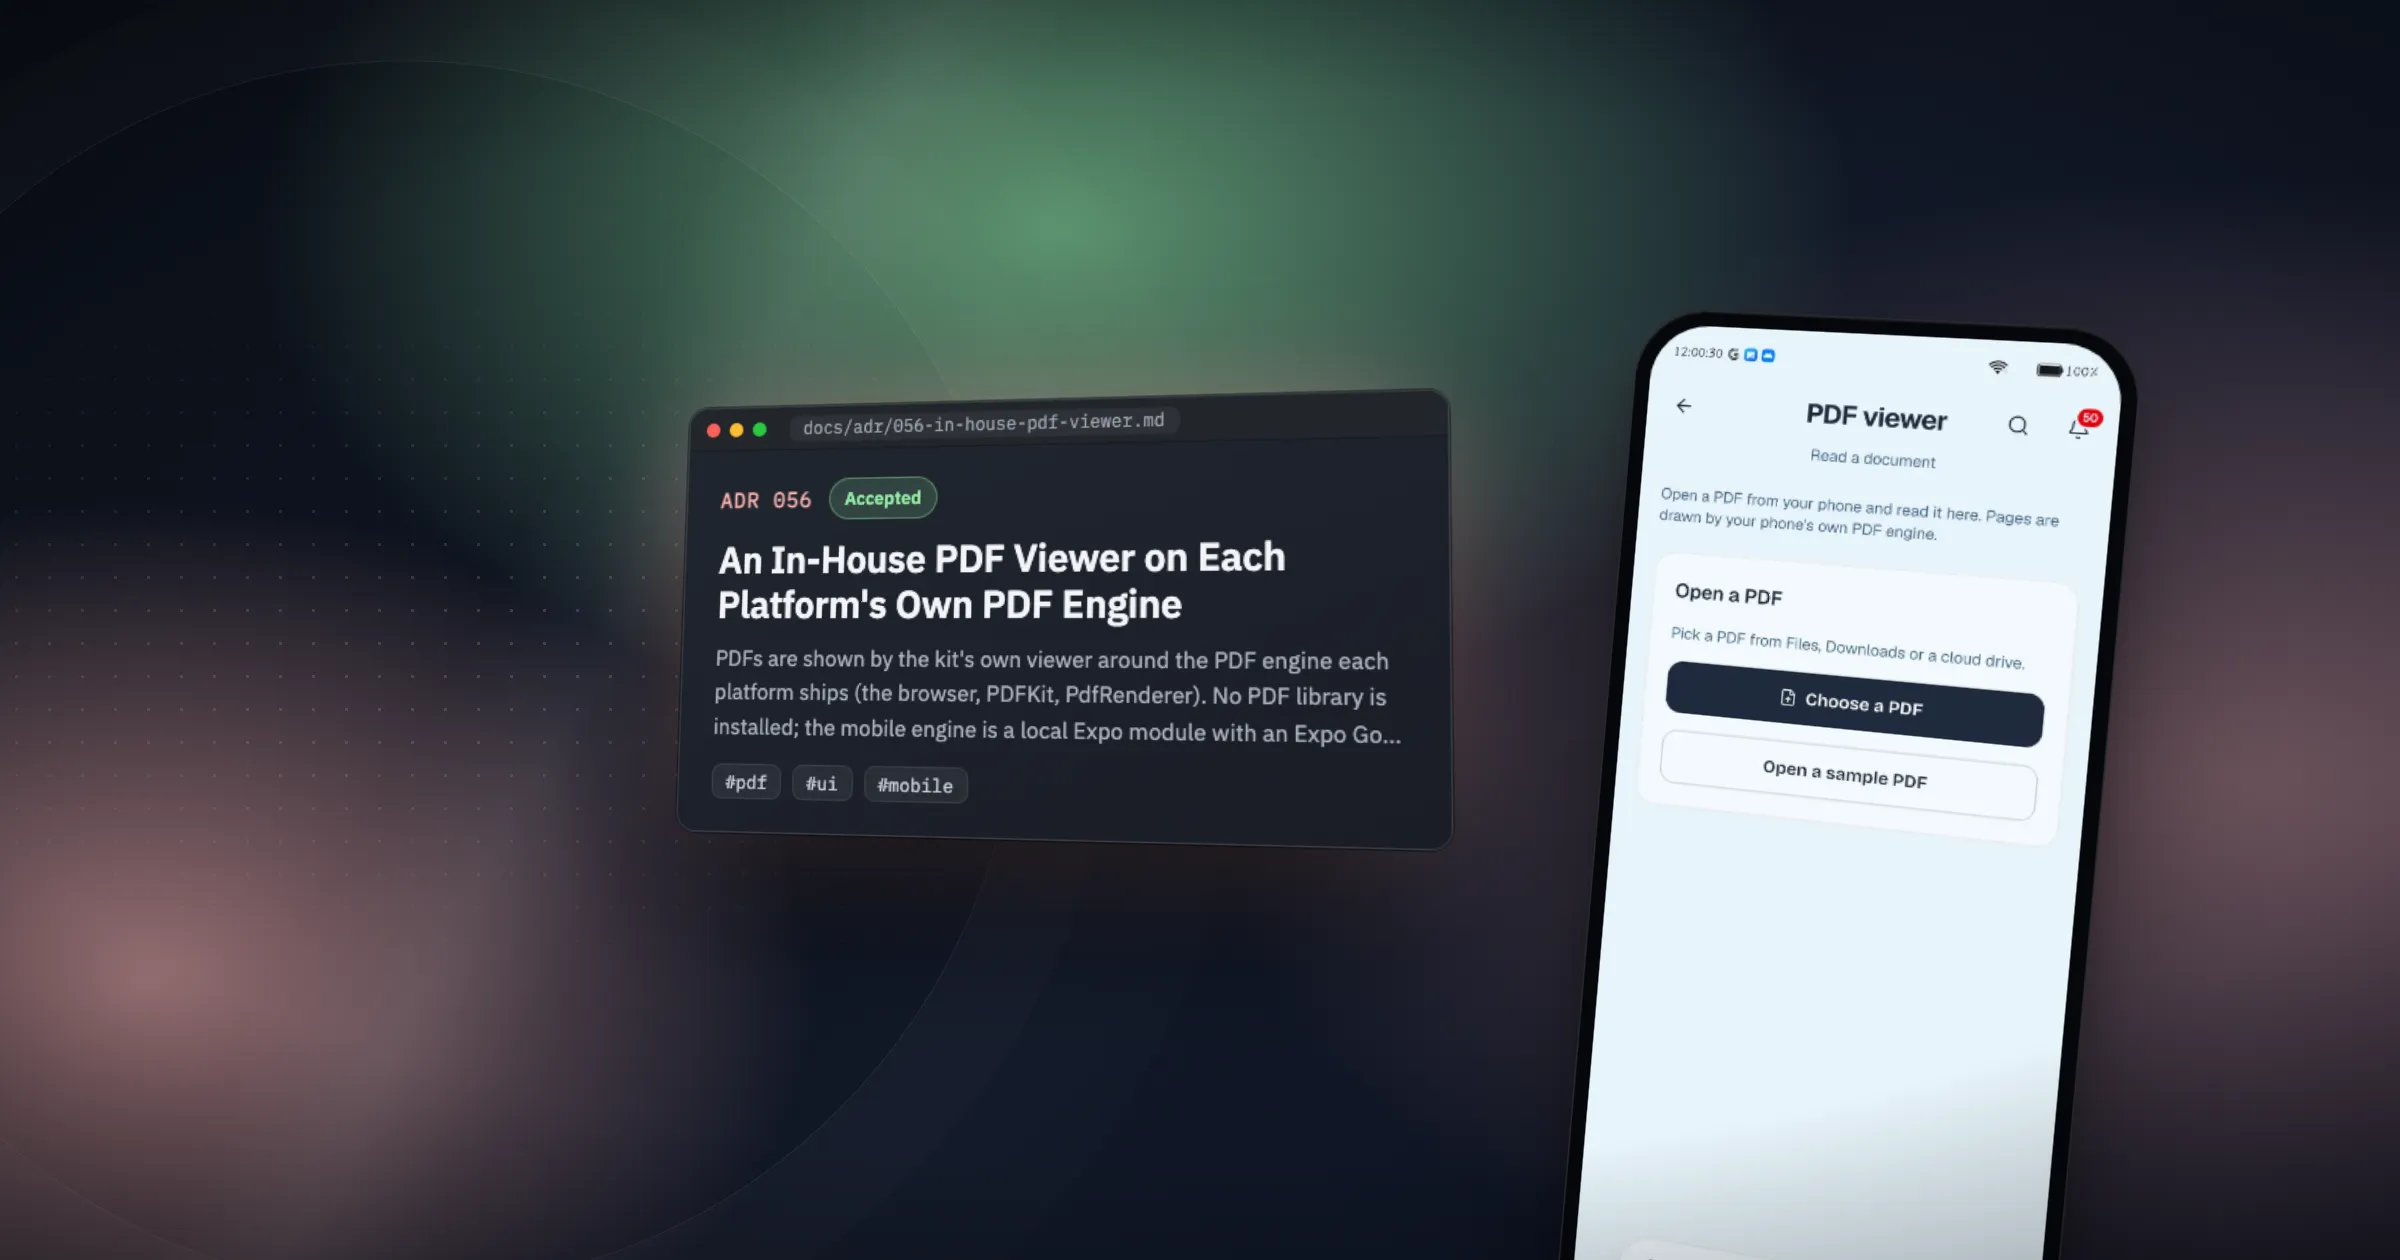 docs/adr/056-in-house-pdf-viewer.md
ADR 056 Accepted
An In-House PDF Viewer on Each
Platform's Own PDF Engine
PDFs are shown by the kit's own viewer around the PDF engine each
platform ships (the browser, PDFKit, PdfRenderer). No PDF library is
installed; the mobile engine is a local Expo module with an Expo Go...
#pdf #ui #mobile
12:00:30 100%
PDF viewer
50
Read a document
Open a PDF from your phone and read it here. Pages are
drawn by your phone's own PDF engine.
Open a PDF
Pick a PDF from Files, Downloads or a cloud drive.
Choose a PDF
Open a sample PDF